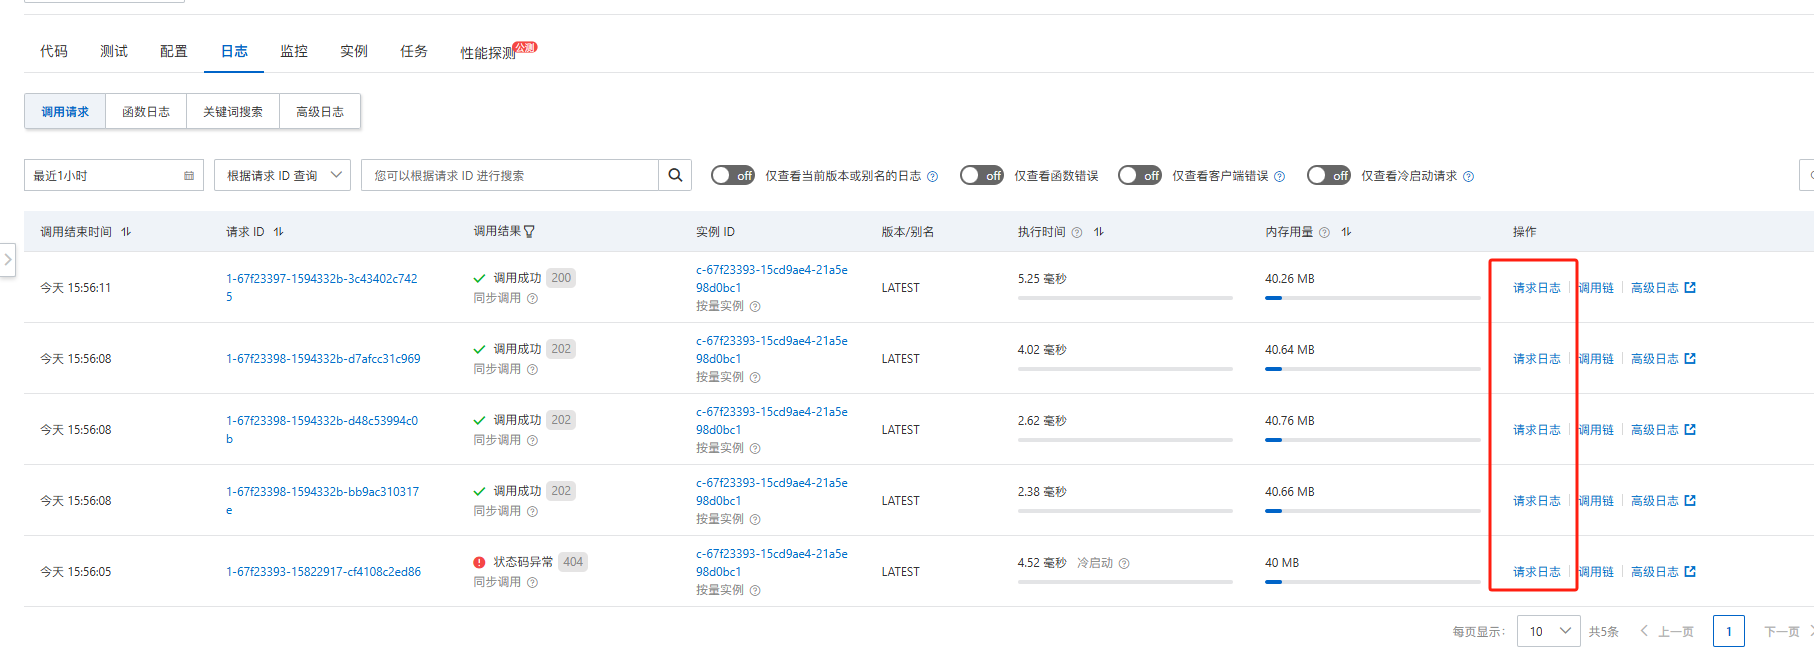 代码 测试 配置 日志 监控 实例 任务 性能探测 公测
调用请求 函数日志 关键词搜索 高级日志
最近1小时 根据请求 ID 查询 您可以根据请求 ID 进行搜索 off 仅查看当前版本或别名的日志 off 仅查看函数错误 off 仅查看客户端错误 off 仅查看冷启动请求
调用结束时间 请求 ID 调用结果 实例 ID 版本/别名 执行时间 内存用量 操作
今天 15:56:11
1-67f23397-1594332b-3c43402c742
5
调用成功 200
同步调用
c-67f23393-15cd9ae4-21a5e
98d0bc1
按量实例
LATEST
5.25 毫秒
40.26 MB
请求日志 调用链 高级日志
今天 15:56:08
1-67f23398-1594332b-d7afcc31c969
调用成功 202
同步调用
c-67f23393-15cd9ae4-21a5e
98d0bc1
按量实例
LATEST
4.02 毫秒
40.64 MB
请求日志 调用链 高级日志
今天 15:56:08
1-67f23398-1594332b-d48c53994c0
b
调用成功 202
同步调用
c-67f23393-15cd9ae4-21a5e
98d0bc1
按量实例
LATEST
2.62 毫秒
40.76 MB
请求日志 调用链 高级日志
今天 15:56:08
1-67f23398-1594332b-bb9ac310317
e
调用成功 202
同步调用
c-67f23393-15cd9ae4-21a5e
98d0bc1
按量实例
LATEST
2.38 毫秒
40.66 MB
请求日志 调用链 高级日志
今天 15:56:05
1-67f23393-15822917-cf4108c2ed86
状态码异常 404
同步调用
c-67f23393-15cd9ae4-21a5e
98d0bc1
按量实例
LATEST
4.52 毫秒 冷启动
40 MB
请求日志 调用链 高级日志
每页显示: 10 共5条 上一页 1 下一页